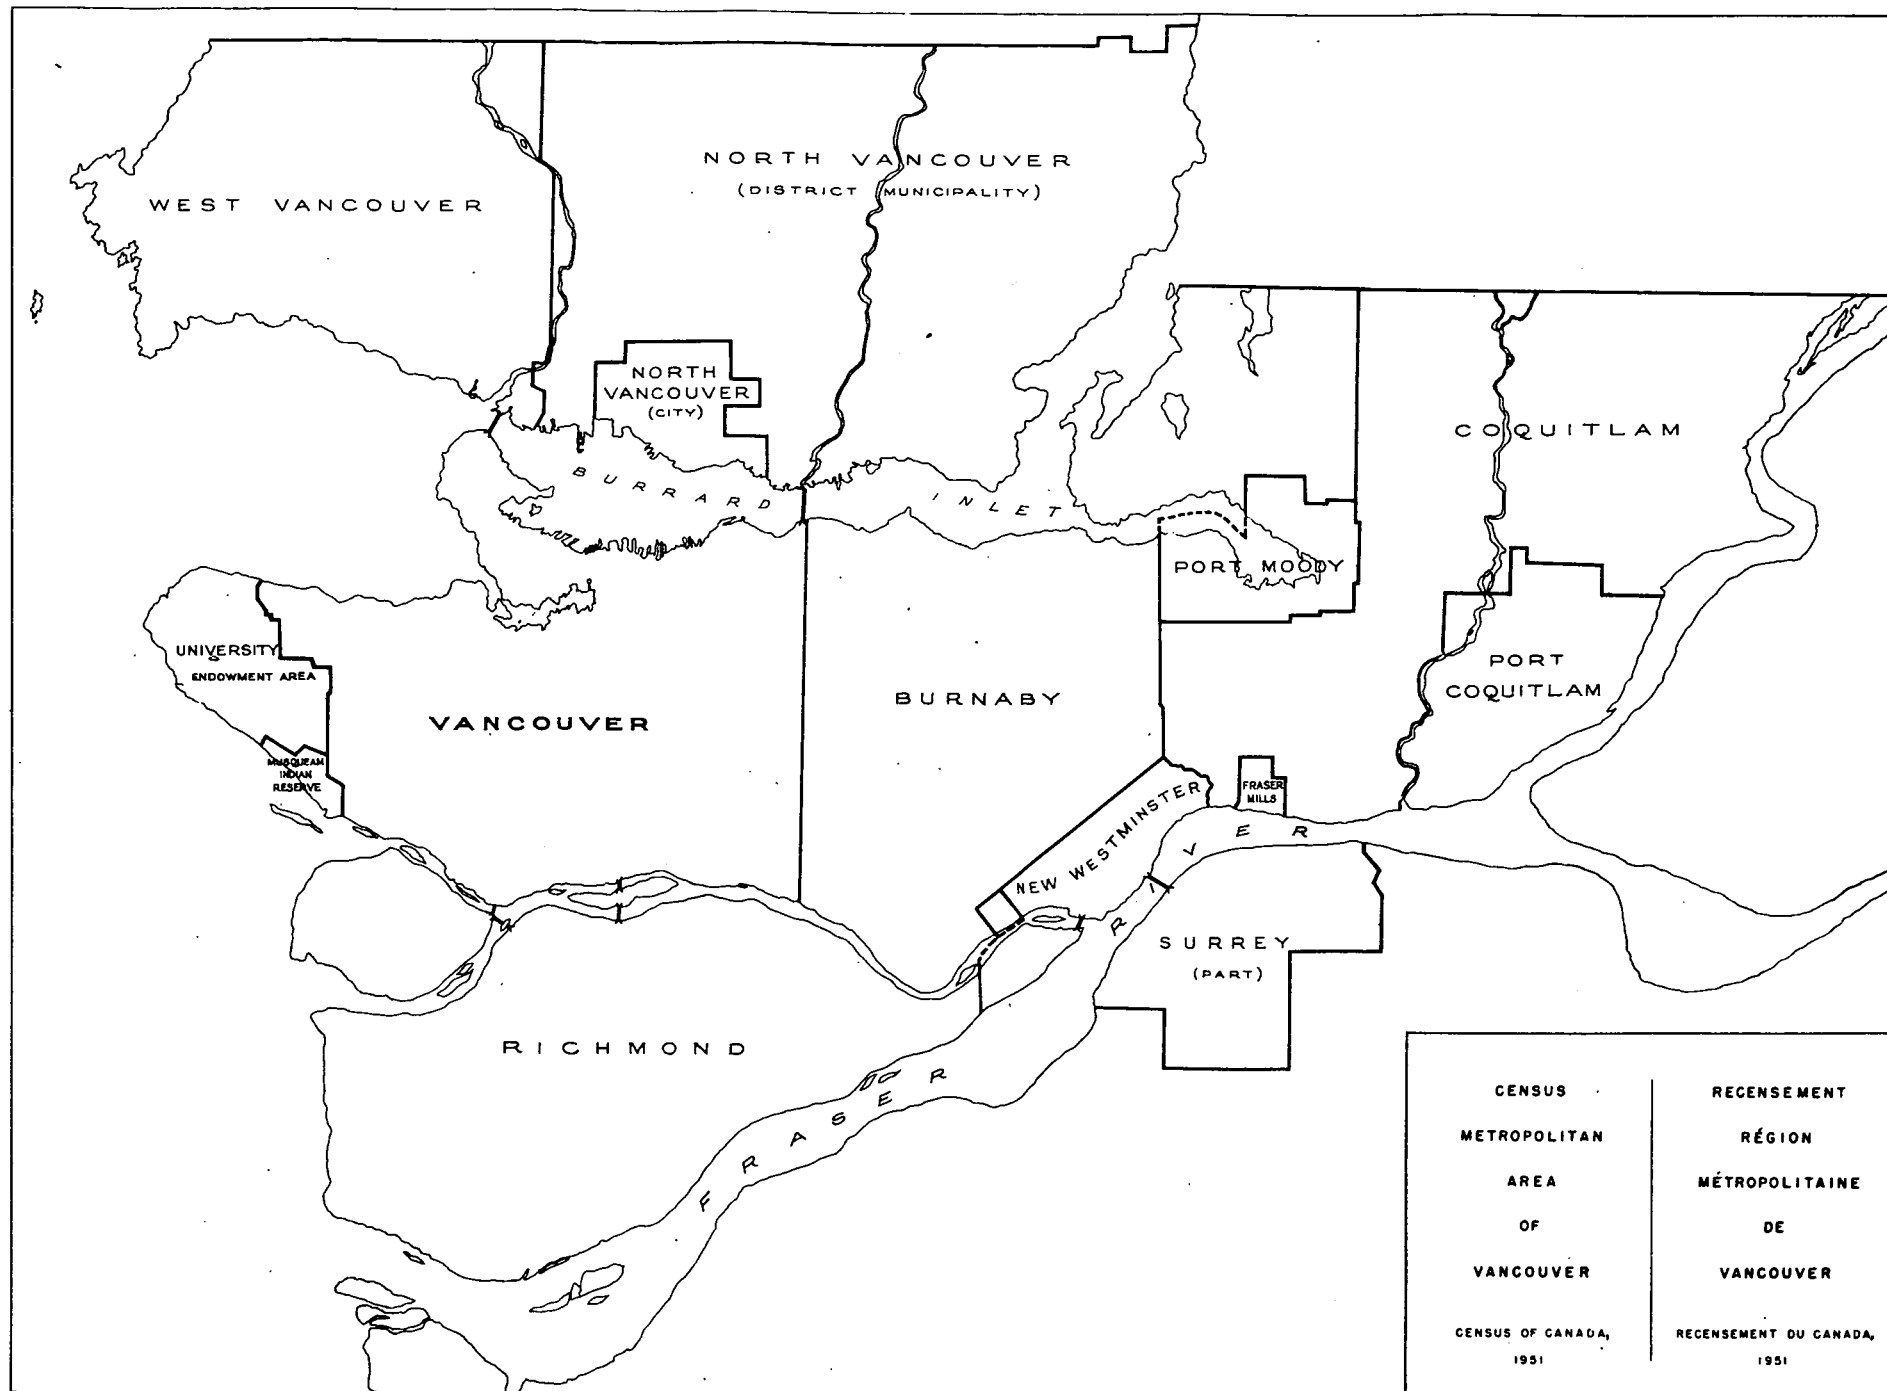 NORTH VANCOUVER
(DISTRICT MUNICIPALITY)
WEST VANCOUVER
NORTH
VANCOUVER
(CITY)
COQUITLAM
BURRARD INLET
PORT MOODY
UNIVERSITY
ENDOWMENT AREA
PORT
COQUITLAM
BURNABY
VANCOUVER
MUSQUEAM
INDIAN
RESERVE
FRASER
MILLS
NEW WESTMINSTER
SURREY
(PART)
RICHMOND
FRASER RIVER
CENSUS
METROPOLITAN
AREA
OF
VANCOUVER
CENSUS OF CANADA,
1951
RECENSEMENT
RÉGION
MÉTROPOLITAINE
DE
VANCOUVER
RECENSEMENT DU CANADA,
1951